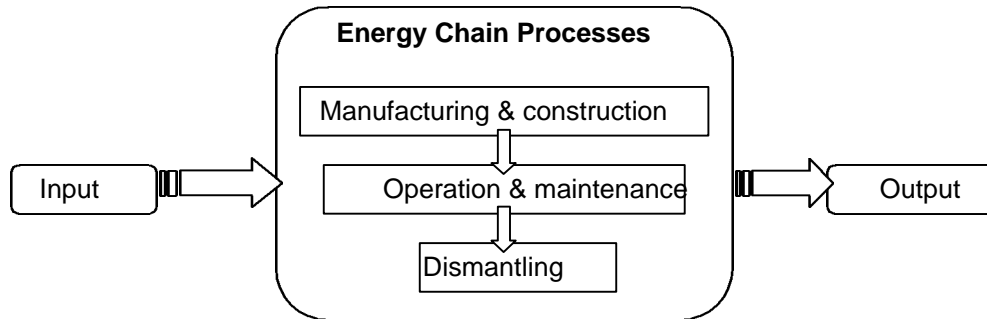 Energy Chain Processes
Manufacturing & construction
Input
Operation & maintenance
Output
Dismantling